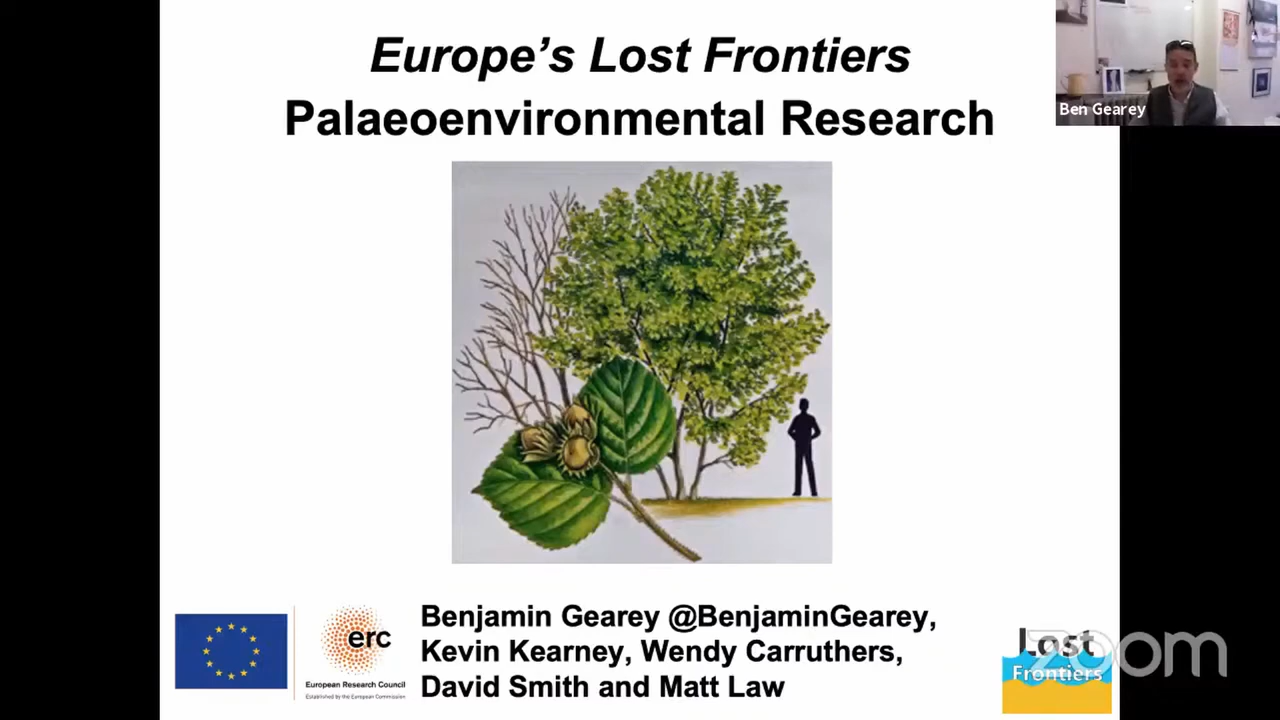 Europe's Lost Frontiers
Palaeoenvironmental Research
Ben Gearey
erc
European Research Council
Established by the European Commission
Benjamin Gearey @BenjaminGearey,
Kevin Kearney, Wendy Carruthers,
David Smith and Matt Law
Lost
Frontiers
zoom